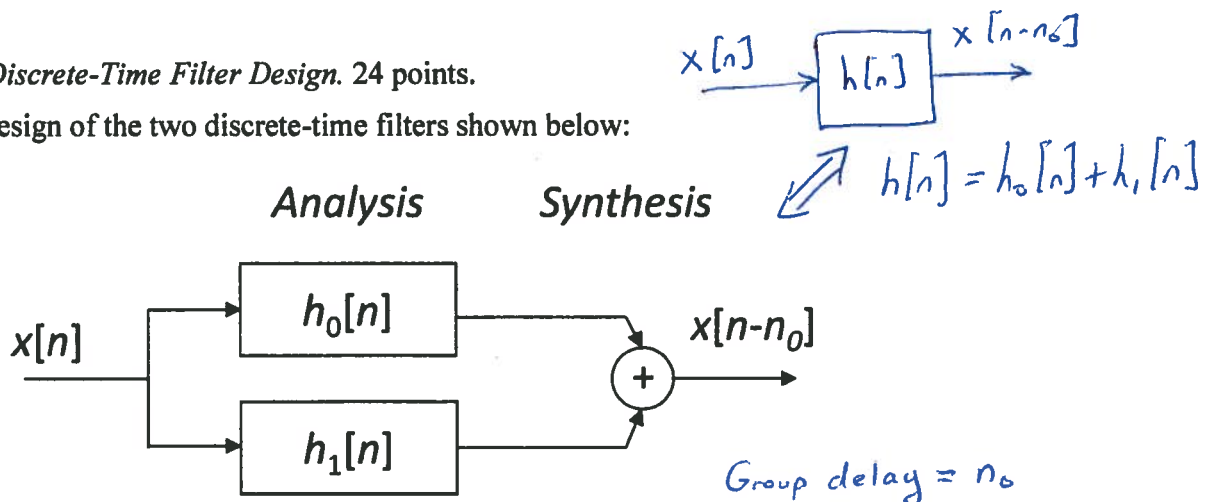 x[n]
h[n]
x[n-n₀]
Discrete-Time Filter Design. 24 points.
esign of the two discrete-time filters shown below:
h[n] = h₀[n] + h₁[n]
Analysis
Synthesis
x[n]
h₀[n]
x[n-n₀]
+
h₁[n]
Group delay = n₀